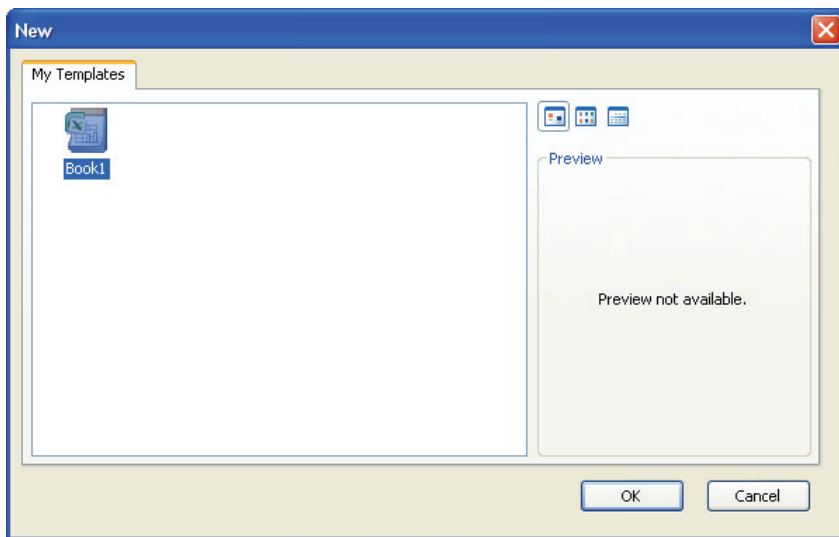 New
My Templates
Book1
Preview
Preview not available.
OK
Cancel